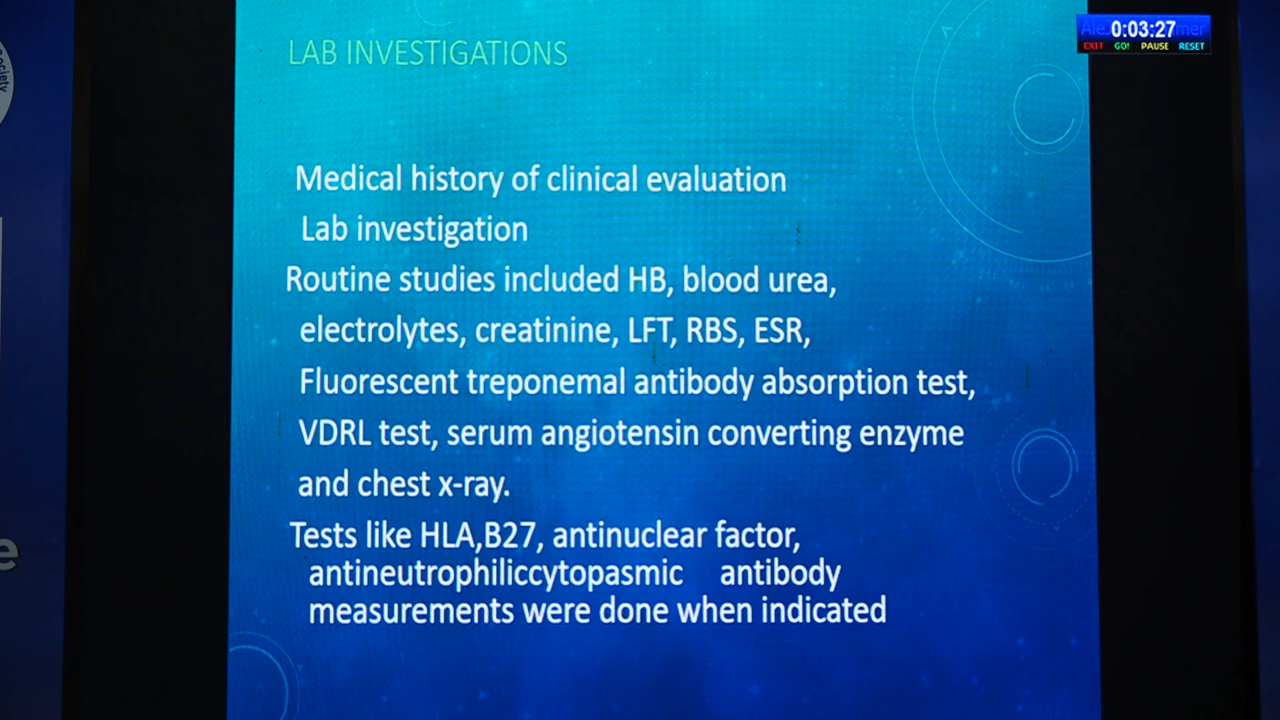 LAB INVESTIGATIONS
0:03:27
EXIT GO! PAUSE RESET
Medical history of clinical evaluation
Lab investigation
Routine studies included HB, blood urea,
electrolytes, creatinine, LFT, RBS, ESR,
Fluorescent treponemal antibody absorption test,
VDRL test, serum angiotensin converting enzyme
and chest x-ray.
Tests like HLA,B27, antinuclear factor,
antineutrophiliccytopasmic antibody
measurements were done when indicated